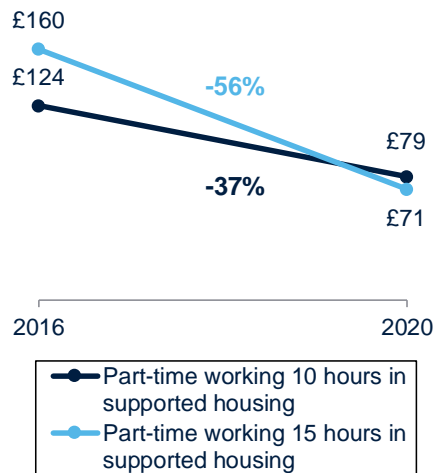 £160
£124
-56%
£79
-37%
£71
2016 2020
Part-time working 10 hours in
supported housing
Part-time working 15 hours in
supported housing